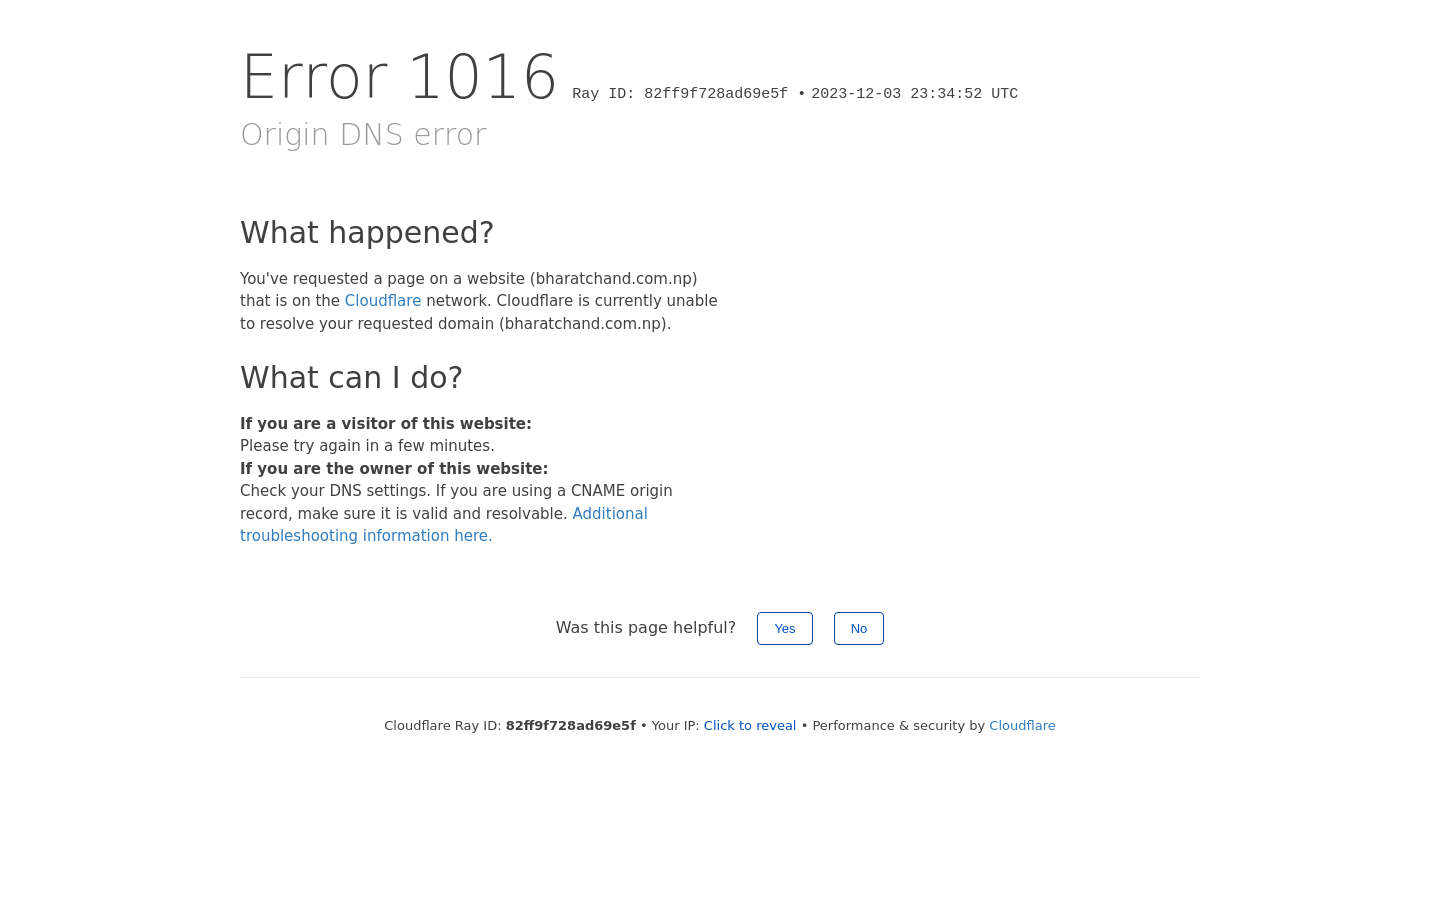 Error 1016 Ray ID: 82ff9f728ad69e5f • 2023-12-03 23:34:52 UTC
Origin DNS error
What happened?
You've requested a page on a website (bharatchand.com.np)
that is on the Cloudflare network. Cloudflare is currently unable
to resolve your requested domain (bharatchand.com.np).
What can I do?
If you are a visitor of this website:
Please try again in a few minutes.
If you are the owner of this website:
Check your DNS settings. If you are using a CNAME origin
record, make sure it is valid and resolvable. Additional
troubleshooting information here.
Was this page helpful? Yes No
Cloudflare Ray ID: 82ff9f728ad69e5f • Your IP: Click to reveal • Performance & security by Cloudflare